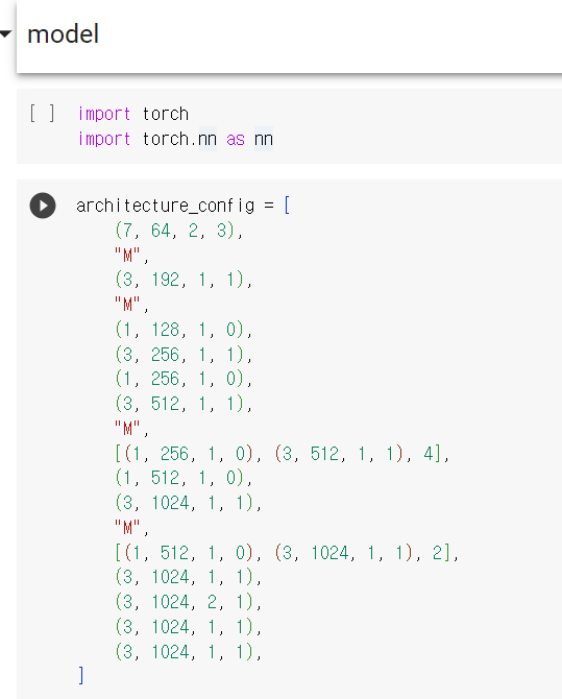 model
[ ] import torch
import torch.nn as nn
architecture_config = [
(7, 64, 2, 3),
"M",
(3, 192, 1, 1),
"M",
(1, 128, 1, 0),
(3, 256, 1, 1),
(1, 256, 1, 0),
(3, 512, 1, 1),
"M",
[(1, 256, 1, 0), (3, 512, 1, 1), 4],
(1, 512, 1, 0),
(3, 1024, 1, 1),
"M",
[(1, 512, 1, 0), (3, 1024, 1, 1), 2],
(3, 1024, 1, 1),
(3, 1024, 2, 1),
(3, 1024, 1, 1),
(3, 1024, 1, 1),
]